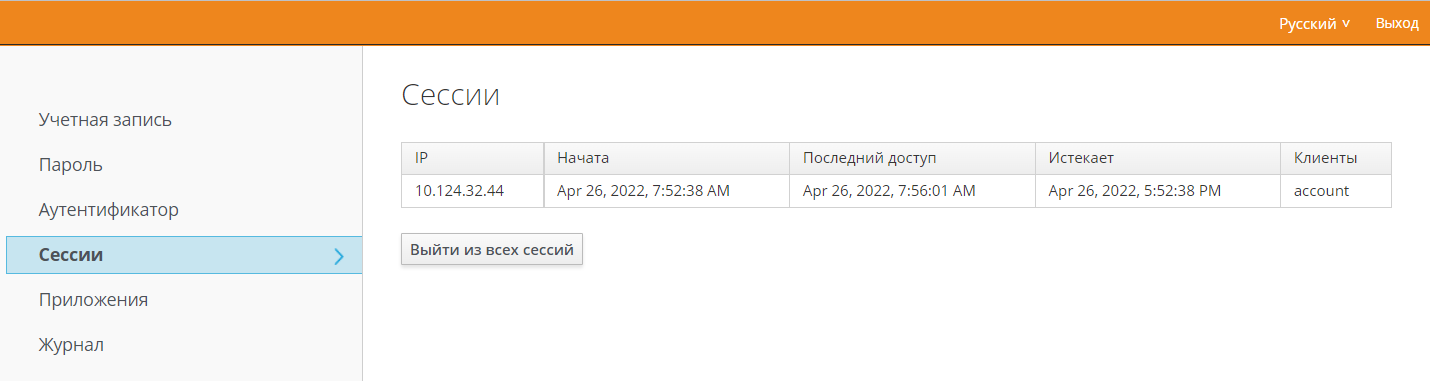 Русский ˅ Выход
Сессии
Учетная запись
Пароль
Аутентификатор
Сессии
Приложения
Журнал
IP Начата Последний доступ Истекает Клиенты
10.124.32.44 Apr 26, 2022, 7:52:38 AM Apr 26, 2022, 7:56:01 AM Apr 26, 2022, 5:52:38 PM account
Выйти из всех сессий